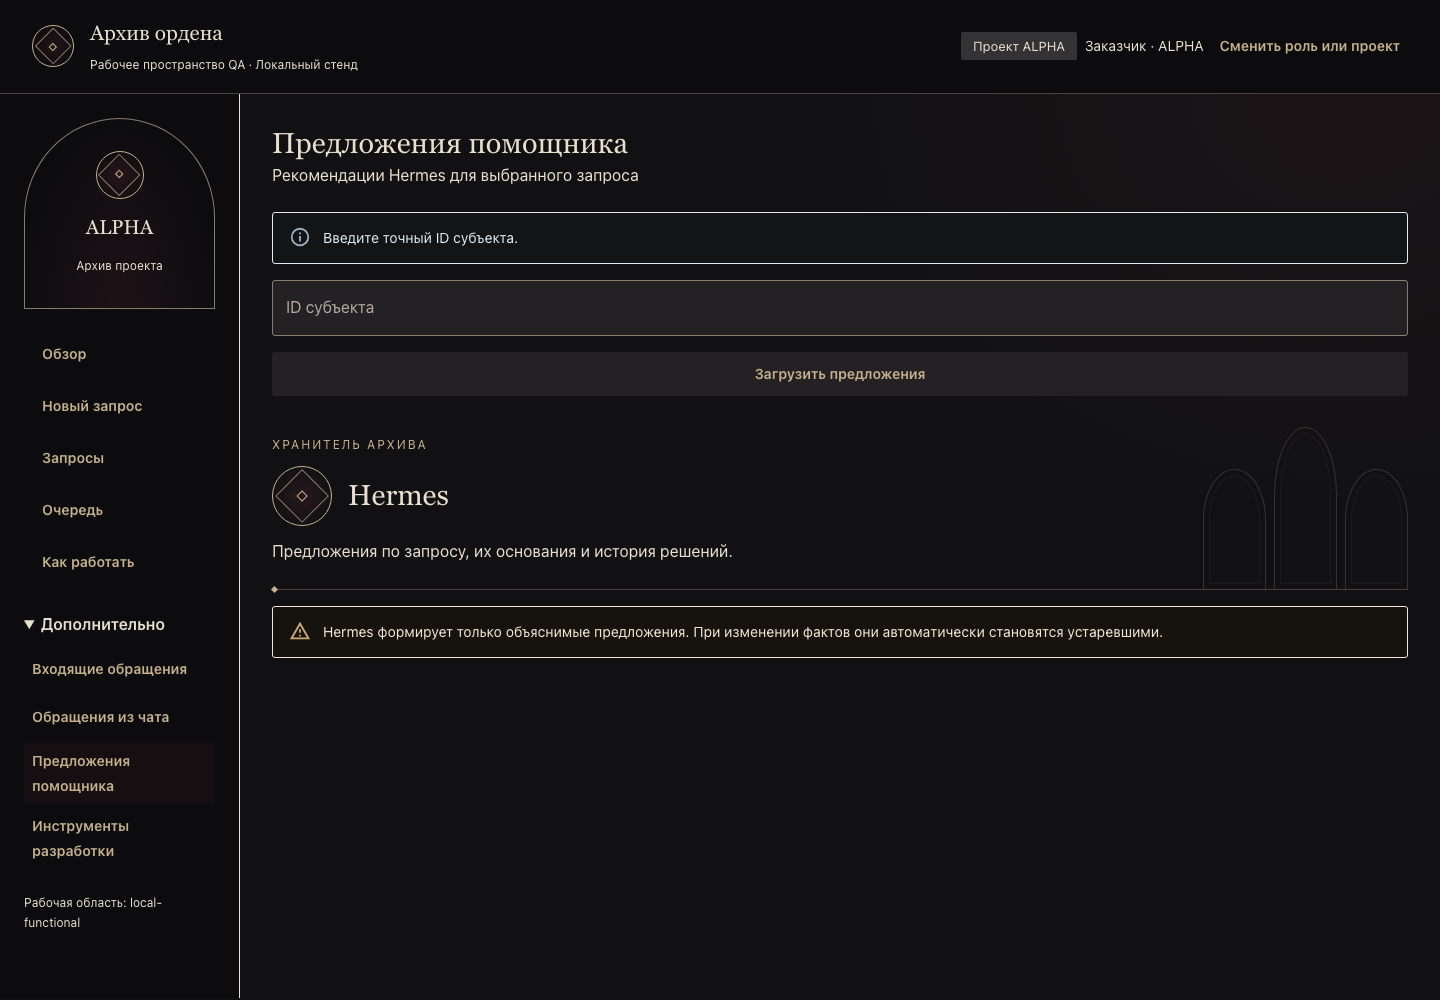 Архив ордена
Рабочее пространство QA · Локальный стенд
Проект ALPHA
Заказчик · ALPHA
Сменить роль или проект
ALPHA
Архив проекта
Обзор
Новый запрос
Запросы
Очередь
Как работать
Дополнительно
Входящие обращения
Обращения из чата
Предложения
помощника
Инструменты
разработки
Рабочая область: local-
functional
Предложения помощника
Рекомендации Hermes для выбранного запроса
Введите точный ID субъекта.
ID субъекта
Загрузить предложения
ХРАНИТЕЛЬ АРХИВА
Hermes
Предложения по запросу, их основания и история решений.
Hermes формирует только объяснимые предложения. При изменении фактов они автоматически становятся устаревшими.